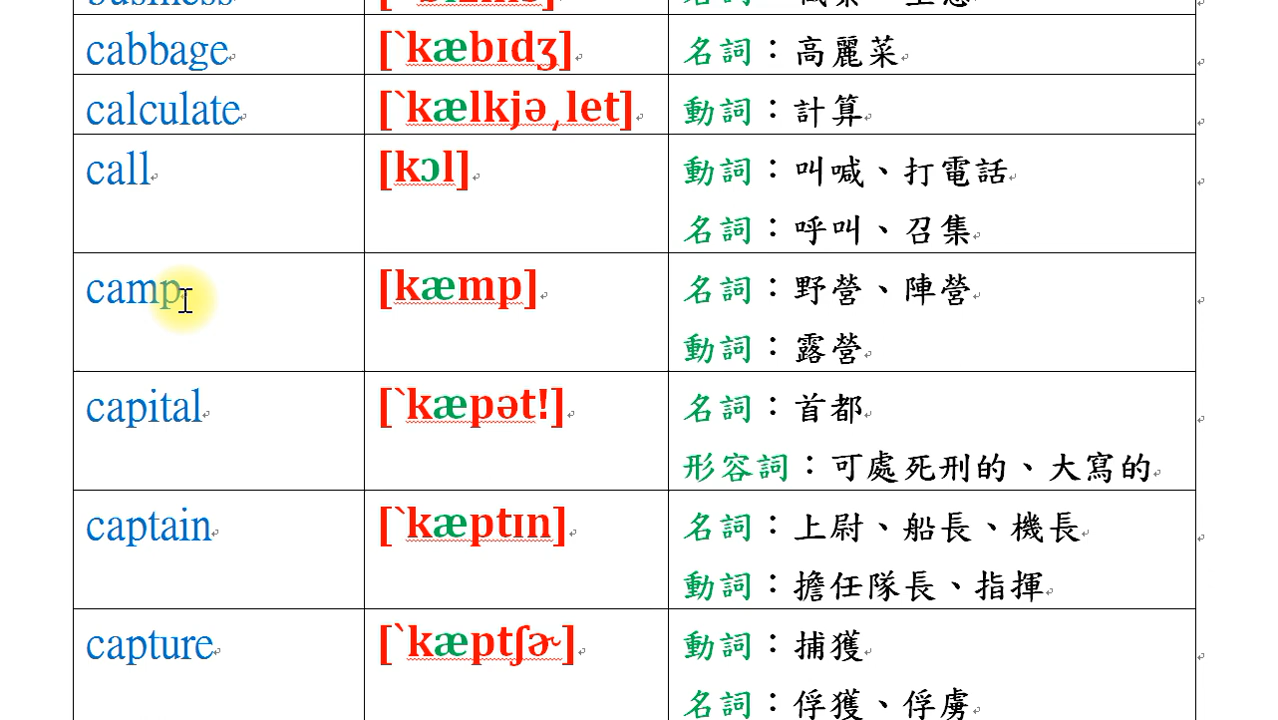 business
cabbage [ˋkæbɪdʒ] 名詞：高麗菜
calculate [ˋkælkjə͵let] 動詞：計算
call [kɔl] 動詞：叫喊、打電話
名詞：呼叫、召集
camp [kæmp] 名詞：野營、陣營
動詞：露營
capital [ˋkæpət!] 名詞：首都
形容詞：可處死刑的、大寫的
captain [ˋkæptɪn] 名詞：上尉、船長、機長
動詞：擔任隊長、指揮
capture [ˋkæptʃɚ] 動詞：捕獲
名詞：俘獲、俘虜